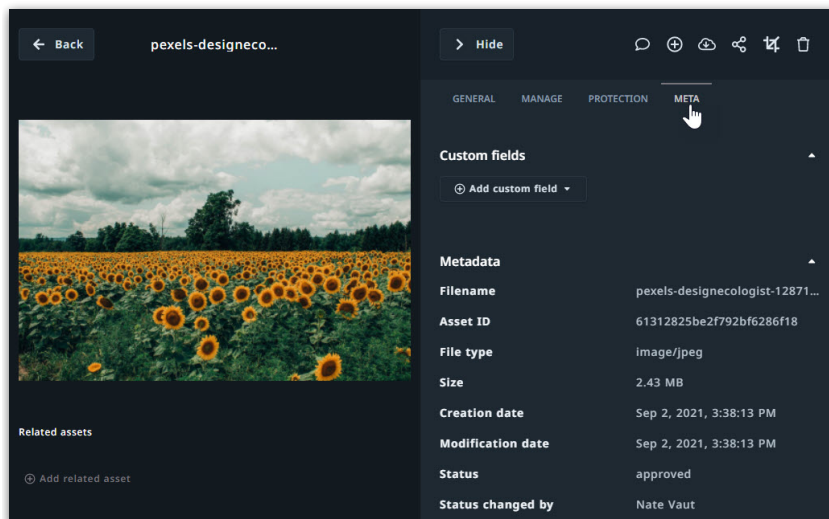 Back
pexels-designeco...
Hide
GENERAL MANAGE PROTECTION META
Custom fields
Add custom field
Metadata
Filename pexels-designecologist-12871...
Asset ID 61312825be2f792bf6286f18
File type image/jpeg
Size 2.43 MB
Creation date Sep 2, 2021, 3:38:13 PM
Modification date Sep 2, 2021, 3:38:13 PM
Status approved
Status changed by Nate Vaut
Related assets
Add related asset